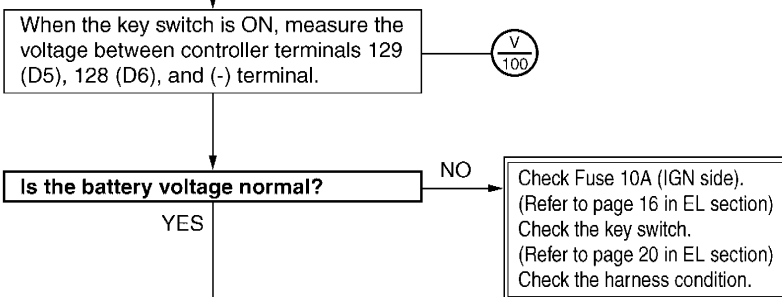 When the key switch is ON, measure the
voltage between controller terminals 129
(D5), 128 (D6), and (-) terminal.
V
100
Is the battery voltage normal?
NO
YES
Check Fuse 10A (IGN side).
(Refer to page 16 in EL section)
Check the key switch.
(Refer to page 20 in EL section)
Check the harness condition.